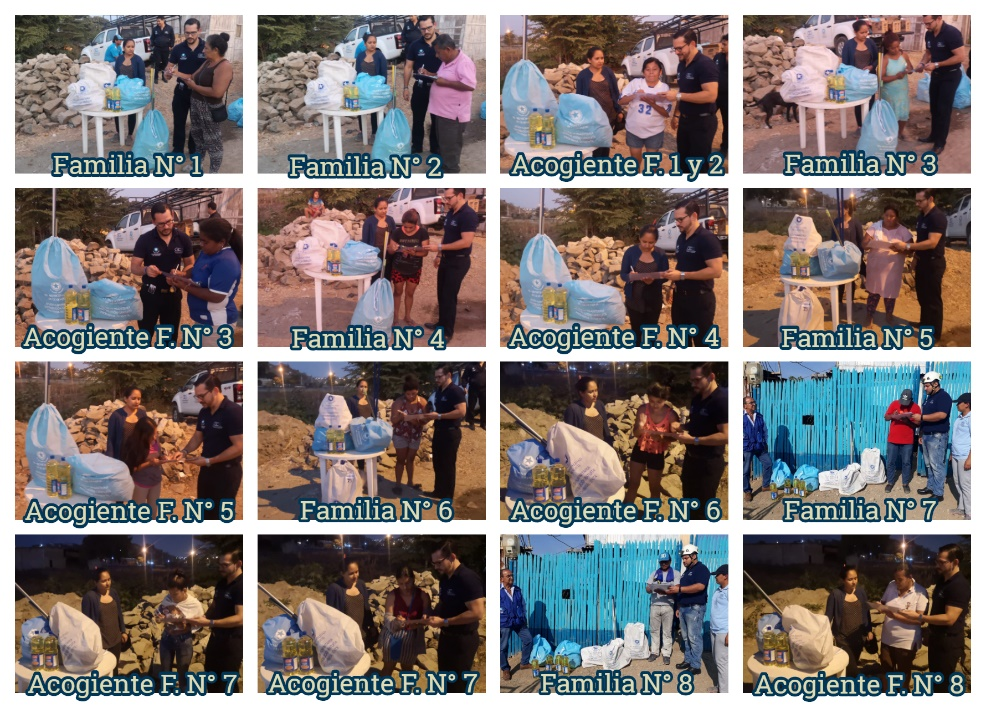 Familia N° 1
Familia N° 2
Acogiente F. 1 y 2
Familia N° 3
32
Acogiente F. N° 3
Familia N° 4
Acogiente F. N° 4
Familia N° 5
Acogiente F. N° 5
Familia N° 6
Acogiente F. N° 6
Familia N° 7
Acogiente F. N° 7
Acogiente F. N° 7
Familia N° 8
Acogiente F. N° 8